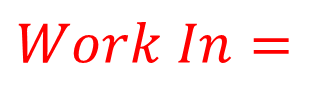 Work In =